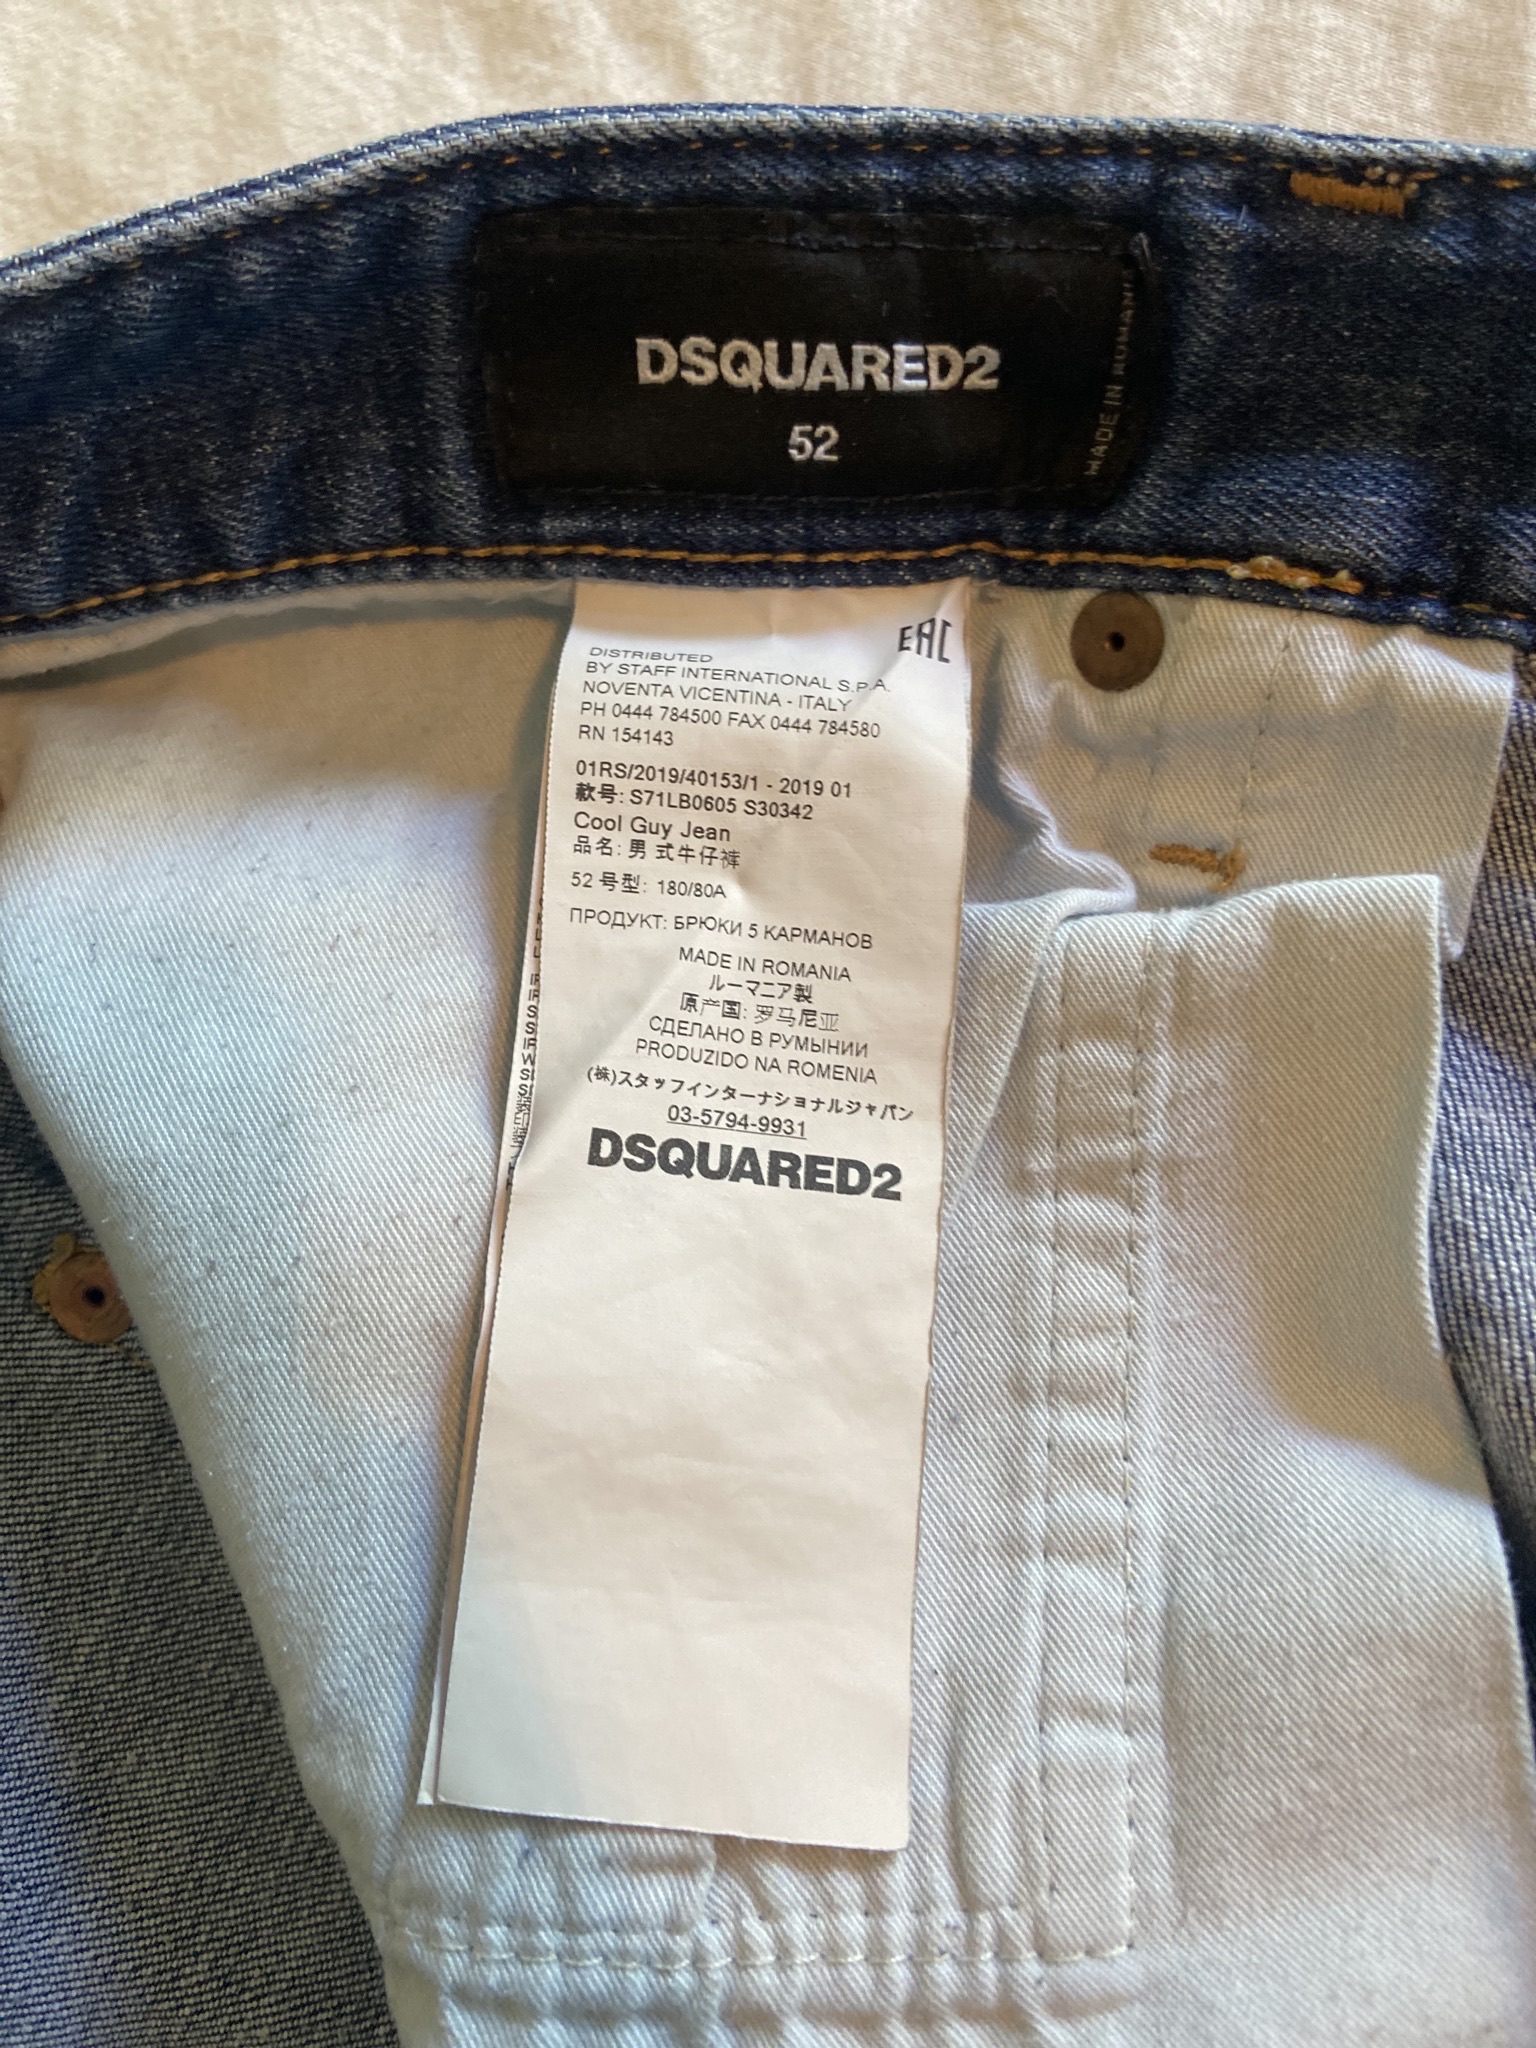 DSQUARED2
52
MADE IN ROMANIA
EAC
DISTRIBUTED
BY STAFF INTERNATIONAL S.P.A.
NOVENTA VICENTINA - ITALY
PH 0444 784500 FAX 0444 784580
RN 154143
01RS/2019/40153/1 - 2019 01
款号: S71LB0605 S30342
Cool Guy Jean
品名: 男 式牛仔裤
52 号型: 180/80A
ПРОДУКТ: БРЮКИ 5 КАРМАНОВ
MADE IN ROMANIA
ルーマニア製
原产国: 罗马尼亚
СДЕЛАНО В РУМЫНИИ
PRODUZIDO NA ROMENIA
(株)スタッフインターナショナルジャパン
03-5794-9931
DSQUARED2